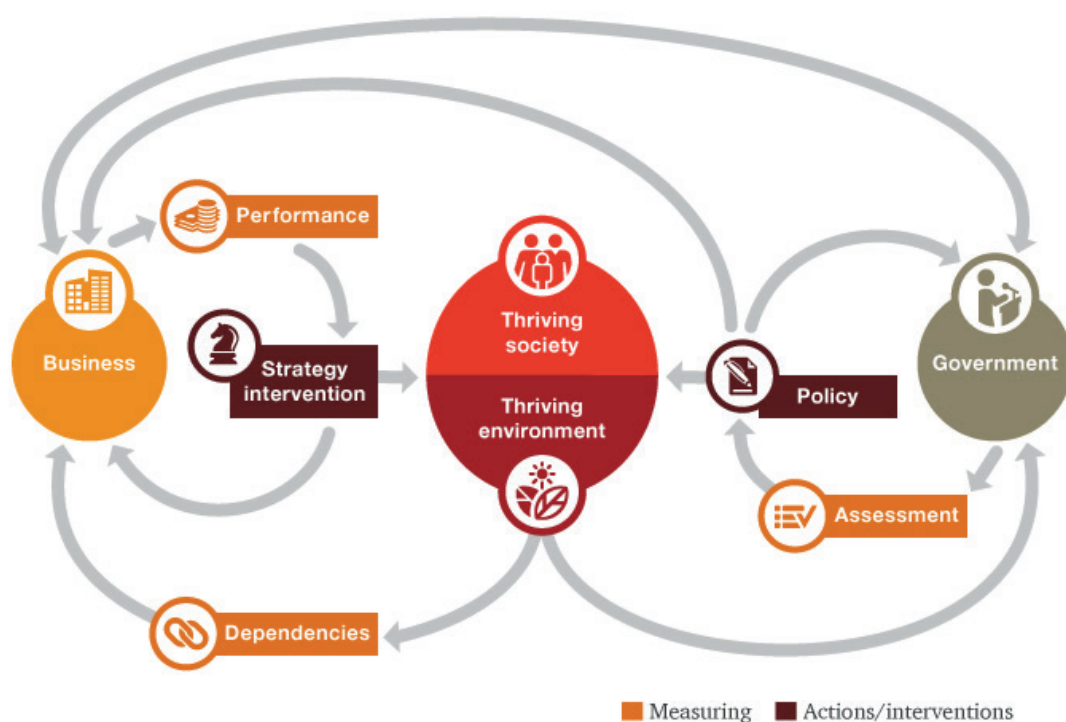 Performance
Business
Strategy
intervention
Thriving
society
Thriving
environment
Policy
Government
Assessment
Dependencies
Measuring
Actions/interventions